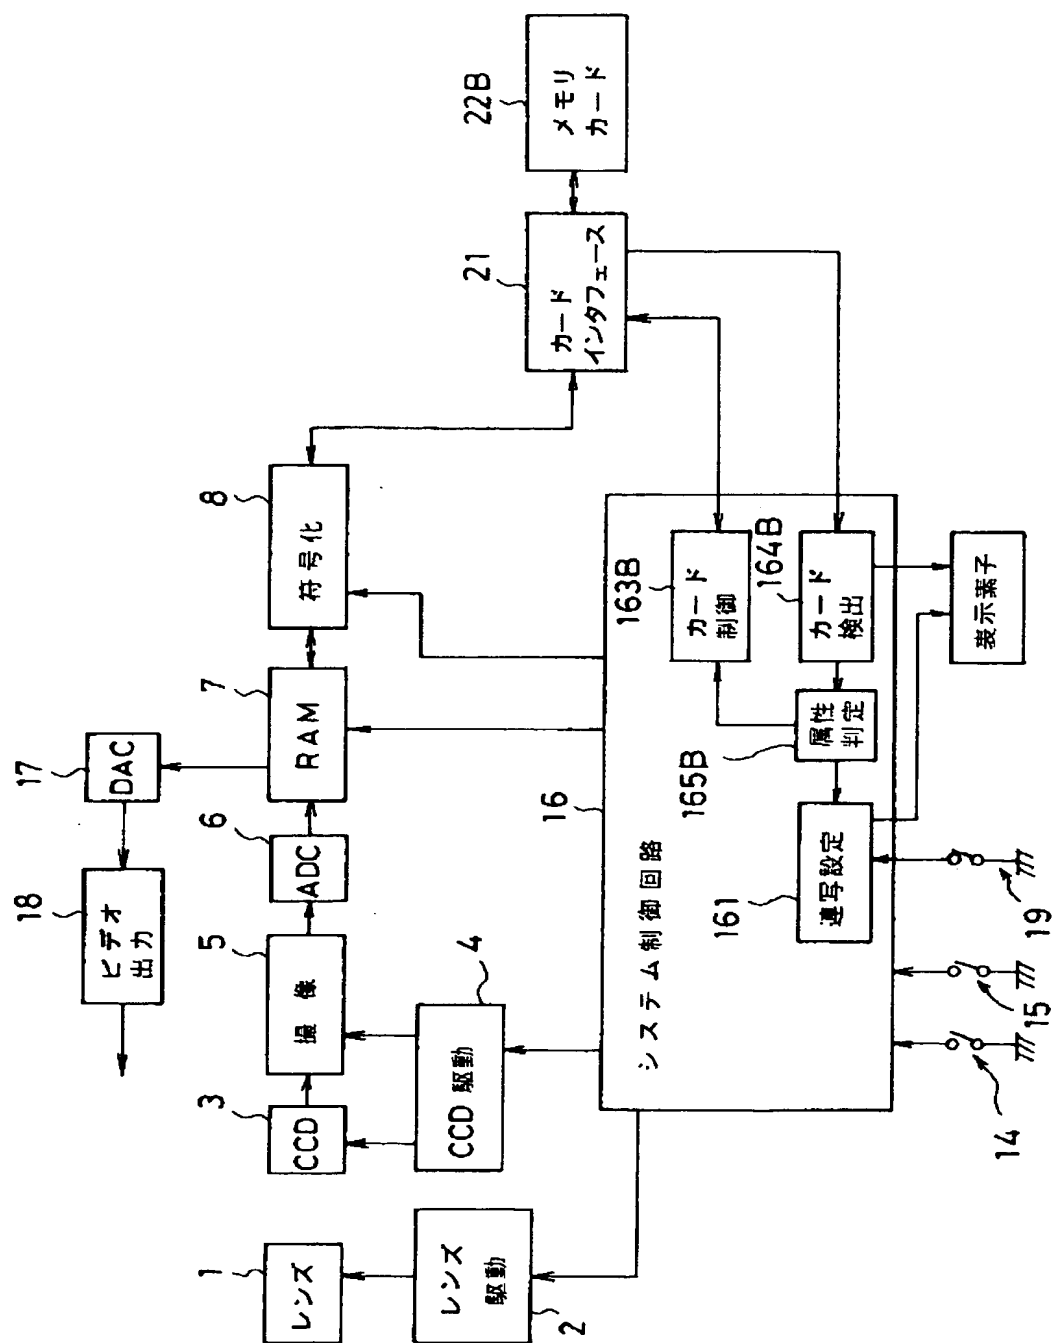 1
レンズ
レンズ
駆動
2
3
CCD
CCD 駆動
4
5
撮 像
6
ADC
7
RAM
8
符号化
17
DAC
18
ビデオ
出力
21
カード
インタフェース
22B
メモリ
カード
16
システム制御回路
161
連写設定
165B
属性
判定
163B
カード
制御
164B
カード
検出
表示素子
14
15
19